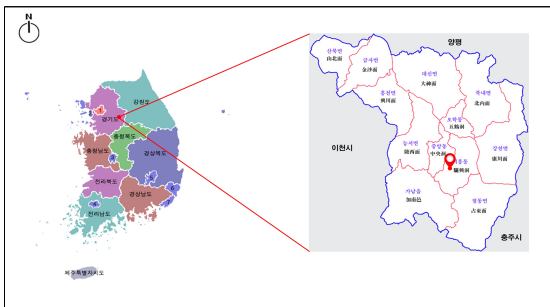 N
강원도
경기도
충청북도
충청남도
경상북도
전라북도
경상남도
전라남도
제주특별자치도
양평
산북면
山北面
금사면
金沙面
대신면
大神面
흥천면
興川面
북내면
北內面
오학동
五鶴洞
이천시
능서면
陵西面
중앙동
中央洞
강천면
康川面
여흥동
驪興洞
가남읍
加南邑
점동면
占東面
충주시